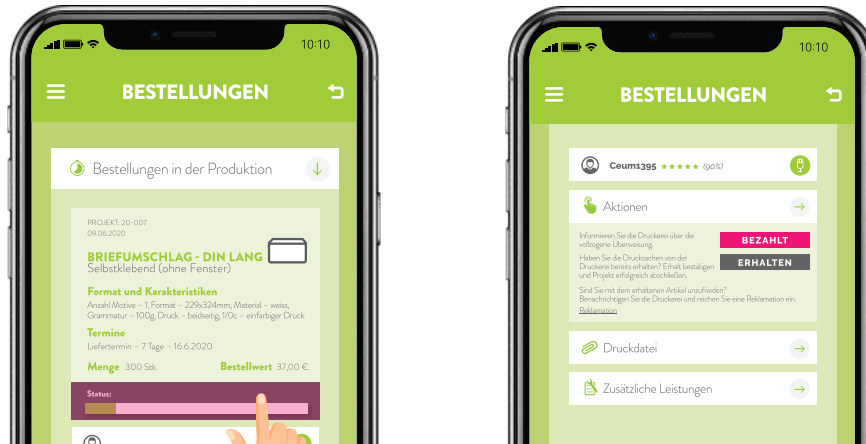 10:10
BESTELLUNGEN
Bestellungen in der Produktion
PROJEKT: 20-007
09.06.2020
BRIEFUMSCHLAG - DIN LANG
Selbstklebend (ohne Fenster)
Format und Karakteristiken
Anzahl Motive – 1, Format – 229x324mm, Material – weiss,
Grammatur – 100g, Druck – beidseitig, 1/0c – einfarbiger Druck
Termine
Liefertermin – 7 Tage – 16.6.2020
Menge 300 Stk. Bestellwert 37,00 €
Status:
10:10
BESTELLUNGEN
Ceum1395 ★★★★★ (90%)
Aktionen
Informieren Sie die Druckerei über die
vollzogene Überweisung.
BEZAHLT
Haben Sie die Drucksachen von der
Druckerei bereits erhalten? Erhalt bestätigen
und Projekt erfolgreich abschließen.
ERHALTEN
Sind Sie mit dem erhaltenen Artikel unzufrieden?
Benachrichtigen Sie die Druckerei und reichen Sie eine Reklamation ein.
Reklamation
Druckdatei
Zusätzliche Leistungen